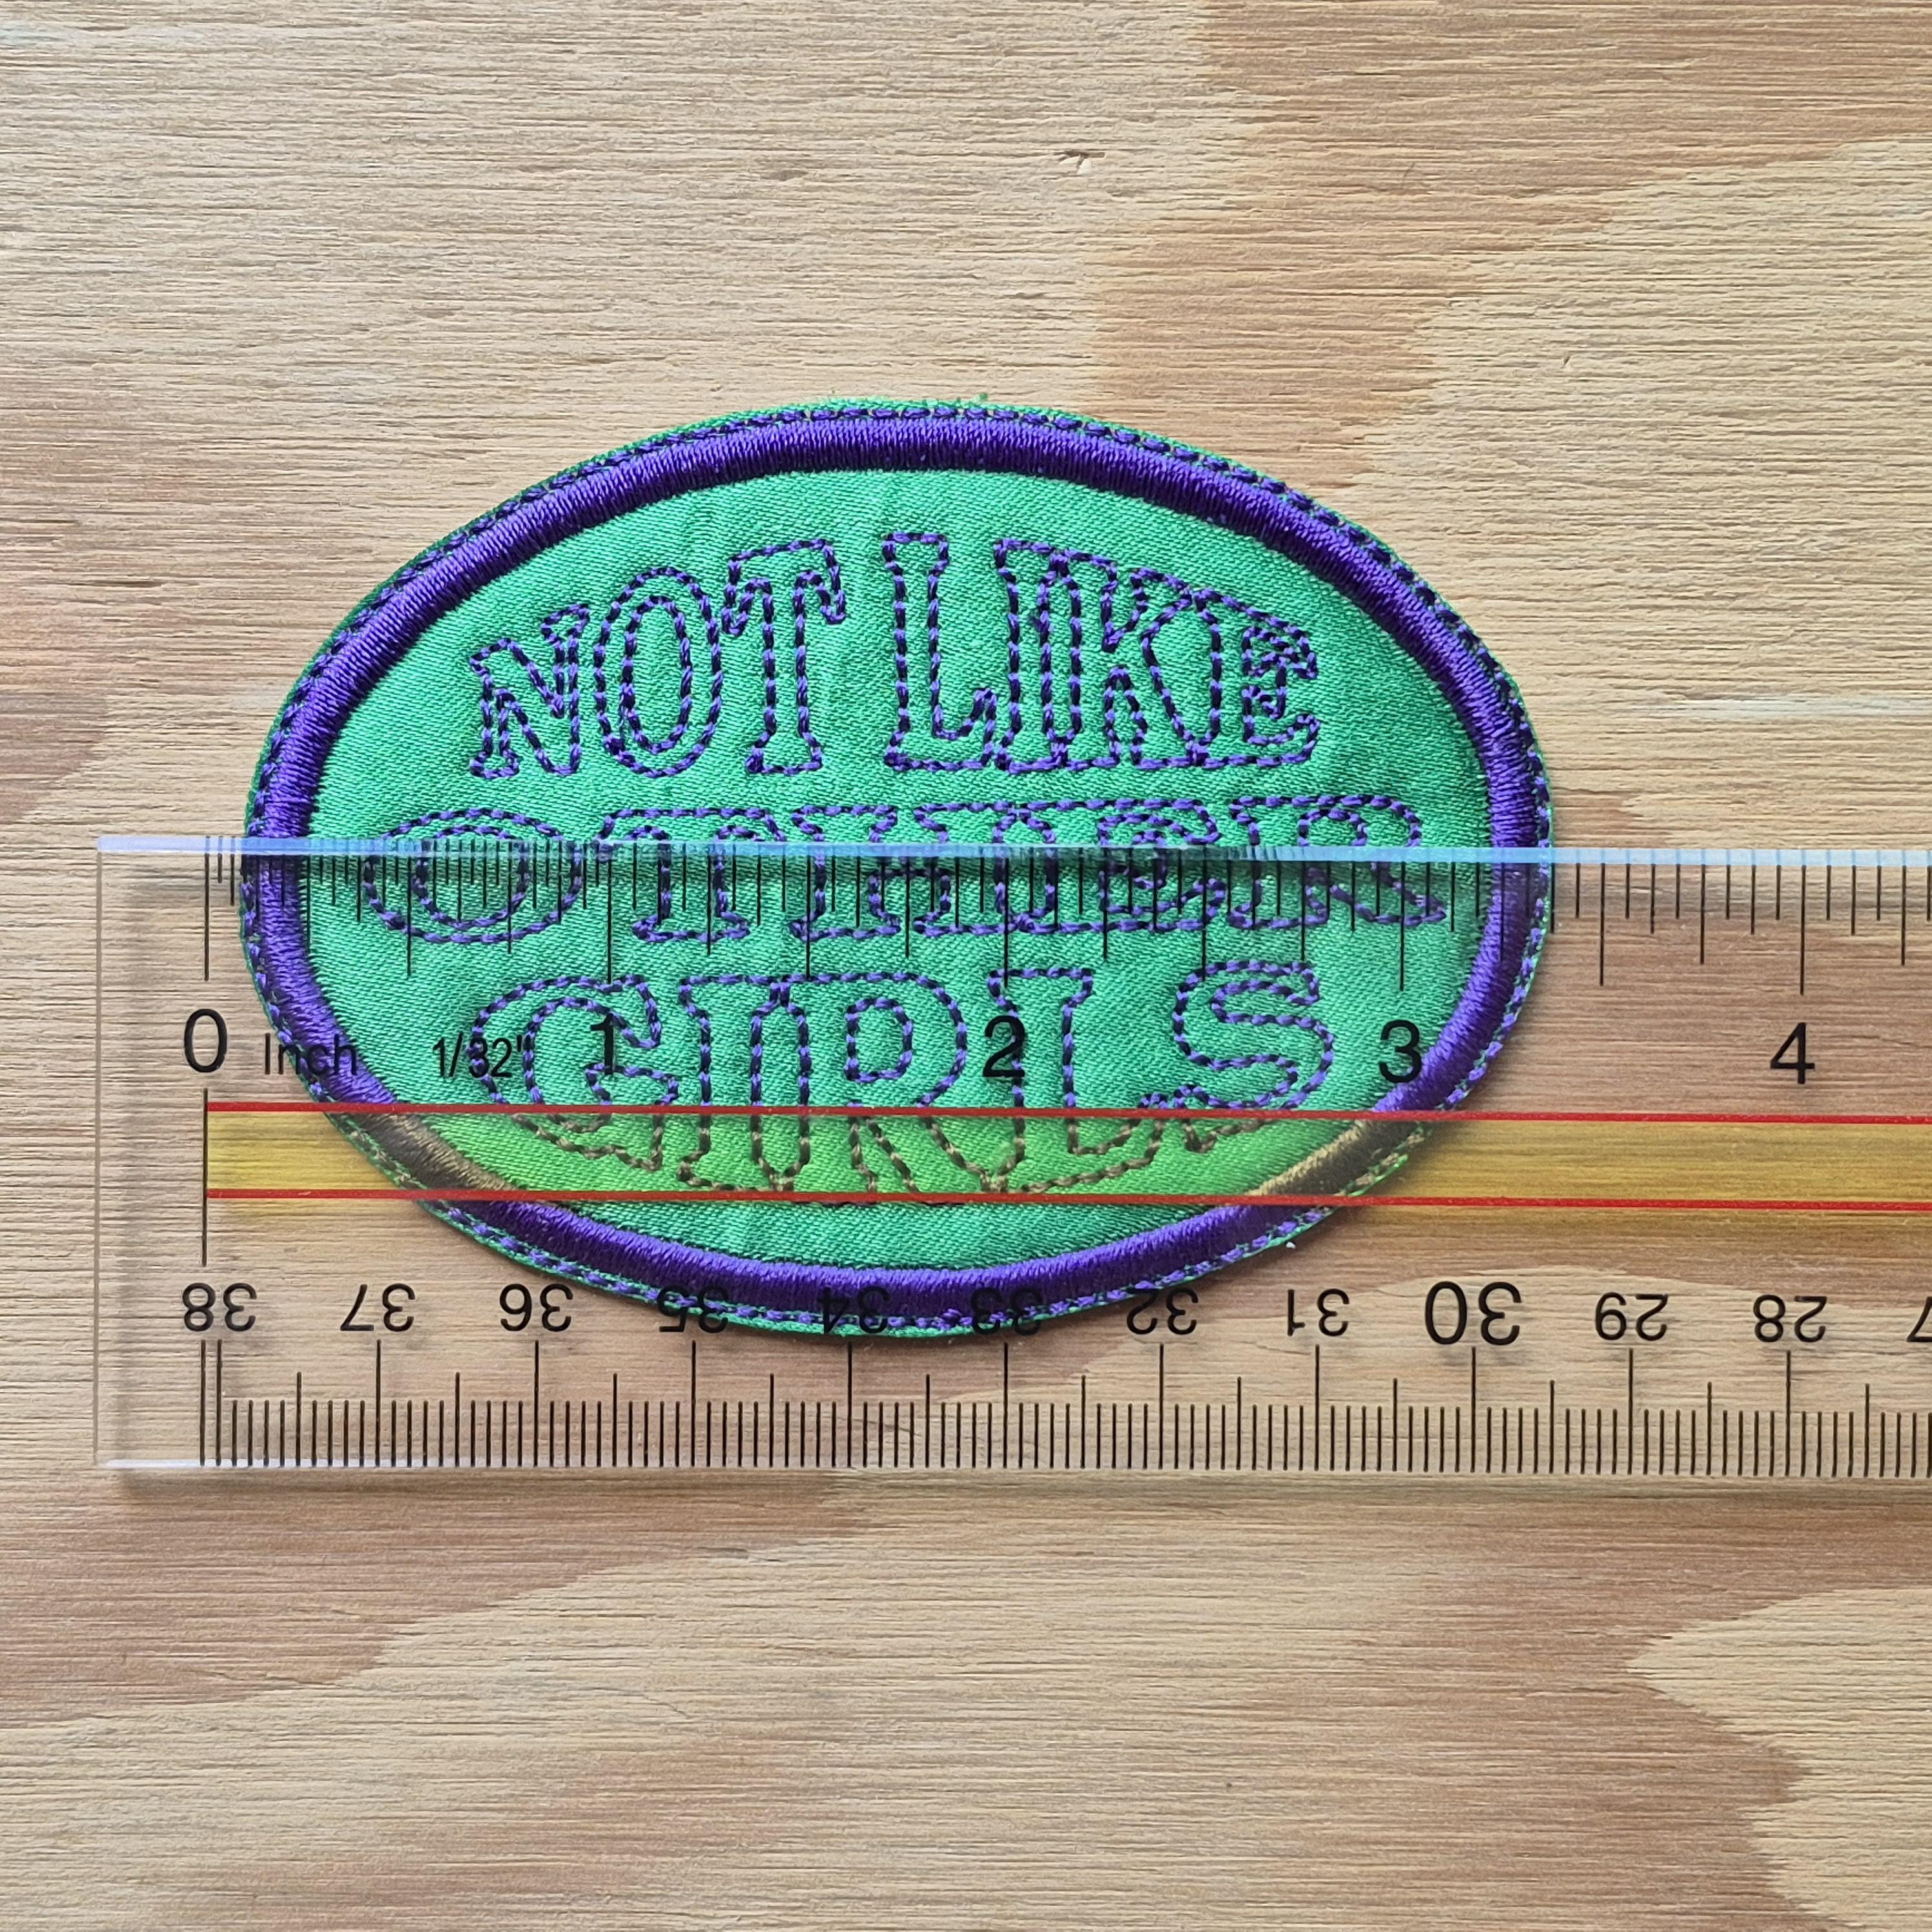 NOT LIKE
OTHER
GIRLS
0 Inch 1/32" 1 2 3 4
38 37 36 35 34 33 32 31 30 29 28